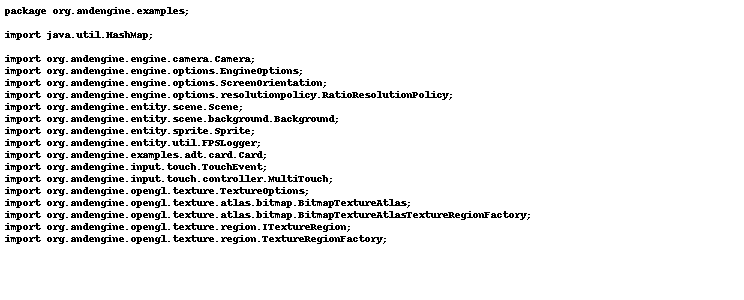 package org.andengine.examples;

import java.util.HashMap;

import org.andengine.engine.camera.Camera;
import org.andengine.engine.options.EngineOptions;
import org.andengine.engine.options.ScreenOrientation;
import org.andengine.engine.options.resolutionpolicy.RatioResolutionPolicy;
import org.andengine.entity.scene.Scene;
import org.andengine.entity.scene.background.Background;
import org.andengine.entity.sprite.Sprite;
import org.andengine.entity.util.FPSLogger;
import org.andengine.examples.adt.card.Card;
import org.andengine.input.touch.TouchEvent;
import org.andengine.input.touch.controller.MultiTouch;
import org.andengine.opengl.texture.TextureOptions;
import org.andengine.opengl.texture.atlas.bitmap.BitmapTextureAtlas;
import org.andengine.opengl.texture.atlas.bitmap.BitmapTextureAtlasTextureRegionFactory;
import org.andengine.opengl.texture.region.ITextureRegion;
import org.andengine.opengl.texture.region.TextureRegionFactory;